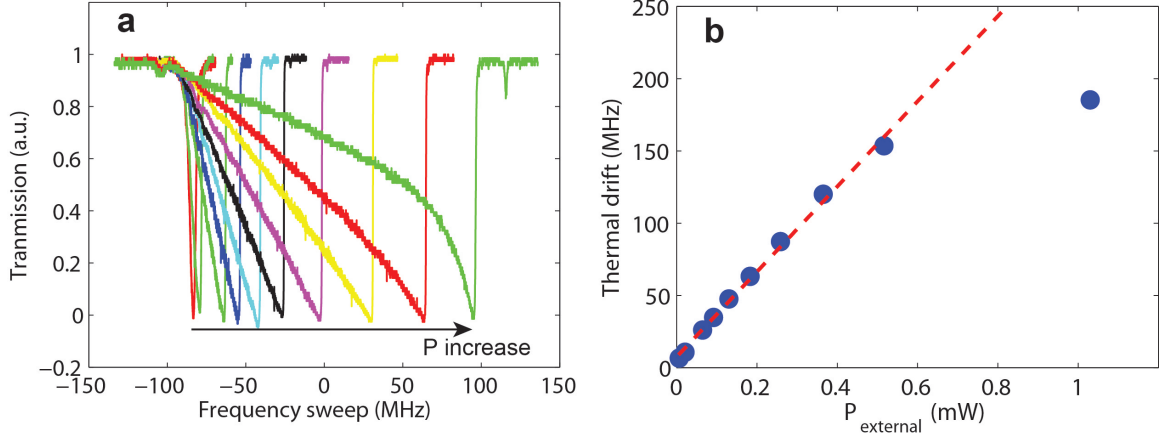 a
1
0.8
0.6
0.4
0.2
0
−0.2
Tranmission (a.u.)
P increase
−150 −100 −50 0 50 100 150
Frequency sweep (MHz)
b
250
200
150
100
50
0
Thermal drift (MHz)
0 0.2 0.4 0.6 0.8 1
P external (mW)